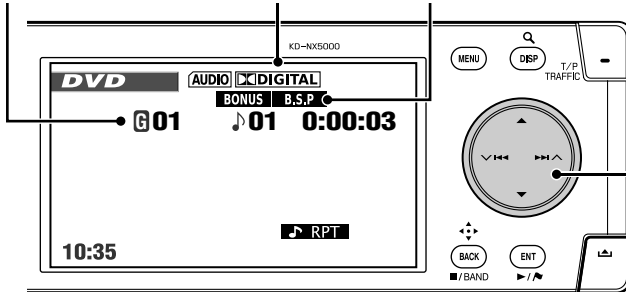 KD-NX5000
DVD AUDIO DIGITAL
BONUS B.S.P
G01 ♪01 0:00:03
♪ RPT
10:35
MENU DISP
T/P
TRAFFIC
-
BACK ENT
■/BAND ►/⚑